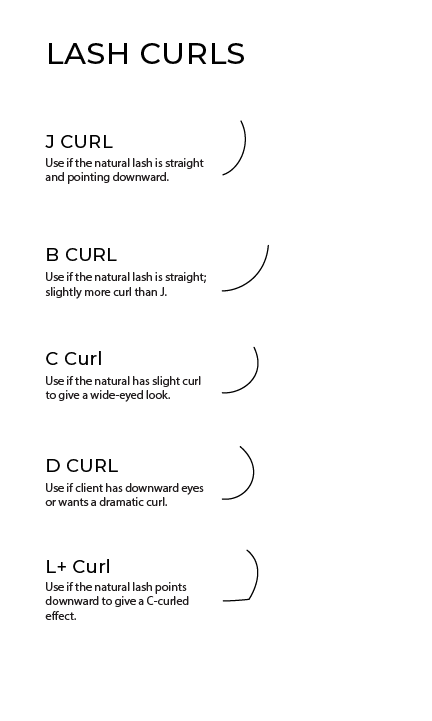 LASH CURLS
J CURL
Use if the natural lash is straight
and pointing downward.
B CURL
Use if the natural lash is straight;
slightly more curl than J.
C Curl
Use if the natural has slight curl
to give a wide-eyed look.
D CURL
Use if client has downward eyes
or wants a dramatic curl.
L+ Curl
Use if the natural lash points
downward to give a C-curled
effect.